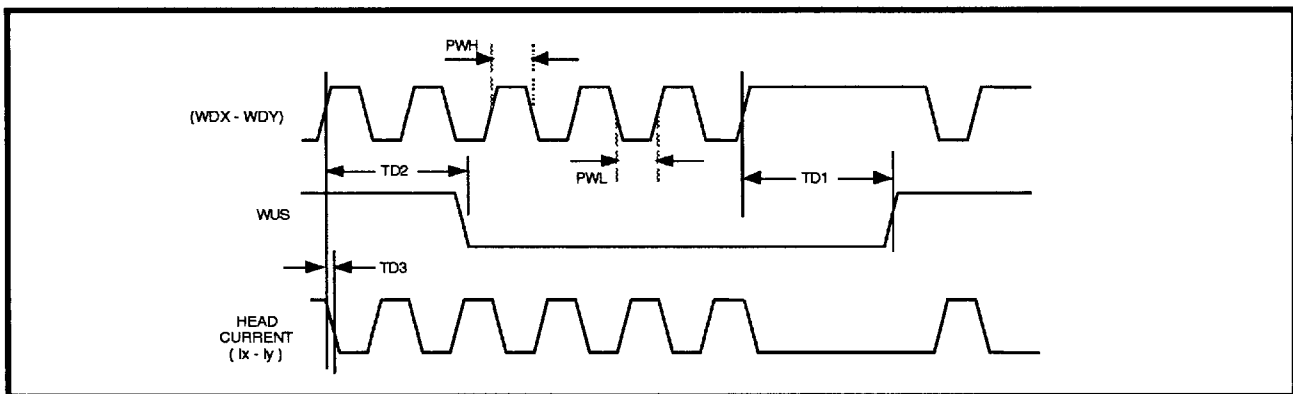 PWH
(WDX - WDY)
TD2
PWL
TD1
WUS
TD3
HEAD
CURRENT
( Ix - Iy )